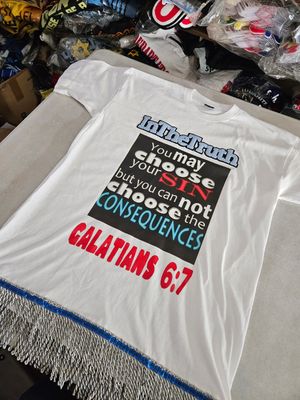 InTheTruth
You may
choose
your SIN
but you can not
choose the
CONSEQUENCES
GALATIANS 6:7